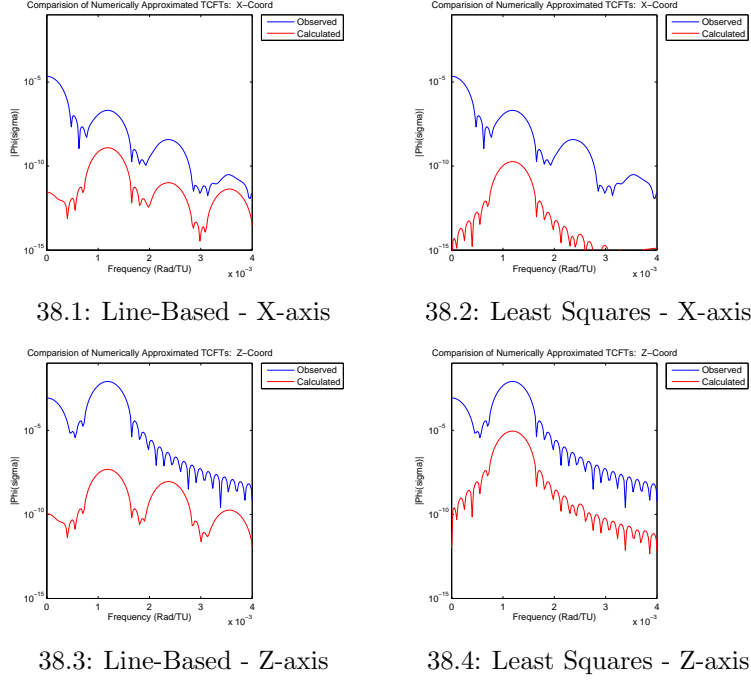 Comparision of Numerically Approximated TCFTs: X-Coord
Observed
Calculated
|Phi(sigma)|
10^-5
10^-10
10^-15
0 1 2 3 4
x 10^-3
Frequency (Rad/TU)
38.1: Line-Based - X-axis
Comparision of Numerically Approximated TCFTs: X-Coord
Observed
Calculated
|Phi(sigma)|
10^-5
10^-10
10^-15
0 1 2 3 4
x 10^-3
Frequency (Rad/TU)
38.2: Least Squares - X-axis
Comparision of Numerically Approximated TCFTs: Z-Coord
Observed
Calculated
|Phi(sigma)|
10^-5
10^-10
10^-15
0 1 2 3 4
x 10^-3
Frequency (Rad/TU)
38.3: Line-Based - Z-axis
Comparision of Numerically Approximated TCFTs: Z-Coord
Observed
Calculated
|Phi(sigma)|
10^-5
10^-10
10^-15
0 1 2 3 4
x 10^-3
Frequency (Rad/TU)
38.4: Least Squares - Z-axis